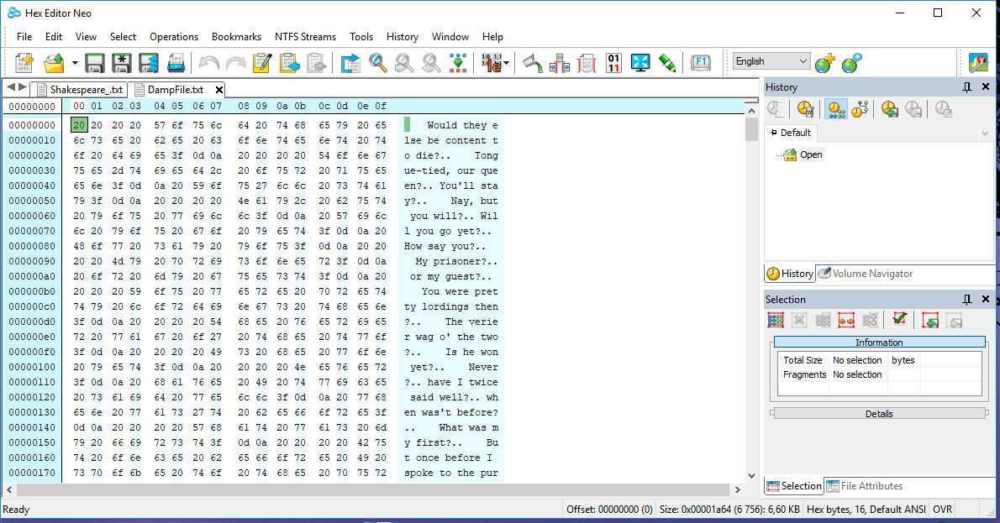 Hex Editor Neo
File Edit View Select Operations Bookmarks NTFS Streams Tools History Window Help
English
Shakespeare_.txt DampFile.txt
00000000 00 01 02 03 04 05 06 07 08 09 0a 0b 0c 0d 0e 0f
00000000 20 20 20 20 57 6f 75 6c 64 20 74 68 65 79 20 65 Would they e
00000010 6c 73 65 20 62 65 20 63 6f 6e 74 65 6e 74 20 74 lse be content t
00000020 6f 20 64 69 65 3f 0d 0a 20 20 20 20 54 6f 6e 67 o die?.. Tong
00000030 75 65 2d 74 69 65 64 2c 20 6f 75 72 20 71 75 65 ue-tied, our que
00000040 65 6e 3f 0d 0a 20 59 6f 75 27 6c 6c 20 73 74 61 en?.. You'll sta
00000050 79 3f 0d 0a 20 20 20 20 4e 61 79 2c 20 62 75 74 y?.. Nay, but
00000060 20 79 6f 75 20 77 69 6c 6c 3f 0d 0a 20 57 69 6c you will?.. Wil
00000070 6c 20 79 6f 75 20 67 6f 20 79 65 74 3f 0d 0a 20 l you go yet?..
00000080 48 6f 77 20 73 61 79 20 79 6f 75 3f 0d 0a 20 20 How say you?..
00000090 20 20 4d 79 20 70 72 69 73 6f 6e 65 72 3f 0d 0a My prisoner?..
000000a0 20 6f 72 20 6d 79 20 67 75 65 73 74 3f 0d 0a 20 or my guest?..
000000b0 20 20 20 59 6f 75 20 77 65 72 65 20 70 72 65 74 You were pret
000000c0 74 79 20 6c 6f 72 64 69 6e 67 73 20 74 68 65 6e ty lordings then
000000d0 3f 0d 0a 20 20 20 20 54 68 65 20 76 65 72 69 65 ?.. The verie
000000e0 72 20 77 61 67 20 6f 27 20 74 68 65 20 74 77 6f r wag o' the two
000000f0 3f 0d 0a 20 20 20 20 49 73 20 68 65 20 77 6f 6e ?.. Is he won
00000100 20 79 65 74 3f 0d 0a 20 20 20 20 4e 65 76 65 72 yet?.. Never
00000110 3f 0d 0a 20 68 61 76 65 20 49 20 74 77 69 63 65 ?.. have I twice
00000120 20 73 61 69 64 20 77 65 6c 6c 3f 0d 0a 20 77 68 said well?.. wh
00000130 65 6e 20 77 61 73 27 74 20 62 65 66 6f 72 65 3f en was't before?
00000140 0d 0a 20 20 20 20 57 68 61 74 20 77 61 73 20 6d .. What was m
00000150 79 20 66 69 72 73 74 3f 0d 0a 20 20 20 20 42 75 y first?.. Bu
00000160 74 20 6f 6e 63 65 20 62 65 66 6f 72 65 20 49 20 t once before I
00000170 73 70 6f 6b 65 20 74 6f 20 74 68 65 20 70 75 72 spoke to the pur
History
Default
Open
History Volume Navigator
Selection
Information
Total Size No selection bytes
Fragments No selection
Details
Selection File Attributes
Ready Offset: 00000000 (0) Size: 0x00001a64 (6 756): 6,60 KB Hex bytes, 16, Default ANSI OVR